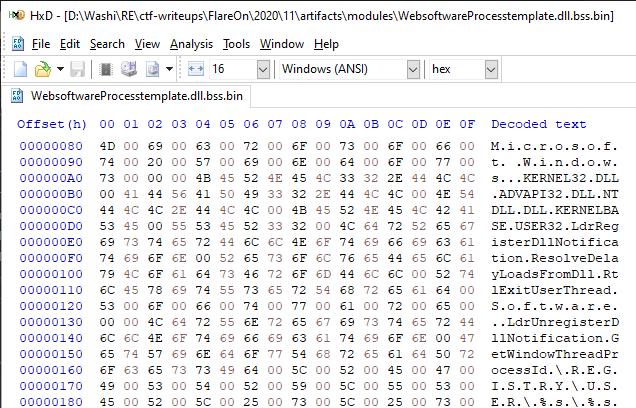 HxD - [D:\Washi\RE\ctf-writeups\FlareOn\2020\11\artifacts\modules\WebsoftwareProcesstemplate.dll.bss.bin]
File Edit Search View Analysis Tools Window Help
16 Windows (ANSI) hex
WebsoftwareProcesstemplate.dll.bss.bin
Offset(h) 00 01 02 03 04 05 06 07 08 09 0A 0B 0C 0D 0E 0F Decoded text
00000080 4D 00 69 00 63 00 72 00 6F 00 73 00 6F 00 66 00 M.i.c.r.o.s.o.f.
00000090 74 00 20 00 57 00 69 00 6E 00 64 00 6F 00 77 00 t. .W.i.n.d.o.w.
000000A0 73 00 00 00 4B 45 52 4E 45 4C 33 32 2E 44 4C 4C s...KERNEL32.DLL
000000B0 00 41 44 56 41 50 49 33 32 2E 44 4C 4C 00 4E 54 .ADVAPI32.DLL.NT
000000C0 44 4C 4C 2E 44 4C 4C 00 4B 45 52 4E 45 4C 42 41 DLL.DLL.KERNELBA
000000D0 53 45 00 55 53 45 52 33 32 00 4C 64 72 52 65 67 SE.USER32.LdrReg
000000E0 69 73 74 65 72 44 6C 6C 4E 6F 74 69 66 69 63 61 isterDllNotifica
000000F0 74 69 6F 6E 00 52 65 73 6F 6C 76 65 44 65 6C 61 tion.ResolveDela
00000100 79 4C 6F 61 64 73 46 72 6F 6D 44 6C 6C 00 52 74 yLoadsFromDll.Rt
00000110 6C 45 78 69 74 55 73 65 72 54 68 72 65 61 64 00 lExitUserThread.
00000120 53 00 6F 00 66 00 74 00 77 00 61 00 72 00 65 00 S.o.f.t.w.a.r.e.
00000130 00 00 4C 64 72 55 6E 72 65 67 69 73 74 65 72 44 ..LdrUnregisterD
00000140 6C 6C 4E 6F 74 69 66 69 63 61 74 69 6F 6E 00 47 llNotification.G
00000150 65 74 57 69 6E 64 6F 77 54 68 72 65 61 64 50 72 etWindowThreadPr
00000160 6F 63 65 73 73 49 64 00 5C 00 52 00 45 00 47 00 ocessId.\.R.E.G.
00000170 49 00 53 00 54 00 52 00 59 00 5C 00 55 00 53 00 I.S.T.R.Y.\.U.S.
00000180 45 00 52 00 5C 00 25 00 73 00 5C 00 25 00 73 00 E.R.\.%.s.\.%.s.